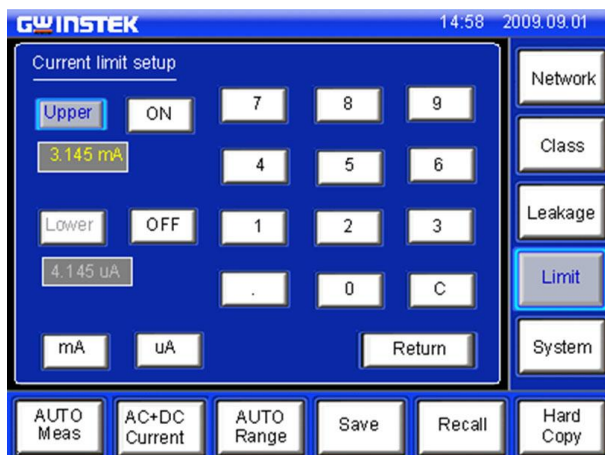 GWINSTEK 14:58 2009.09.01
Current limit setup
Upper ON 7 8 9
3.145 mA
4 5 6
Lower OFF 1 2 3
4.145 uA
. 0 C
mA uA Return
Network
Class
Leakage
Limit
System
AUTO Meas
AC+DC Current
AUTO Range
Save
Recall
Hard Copy